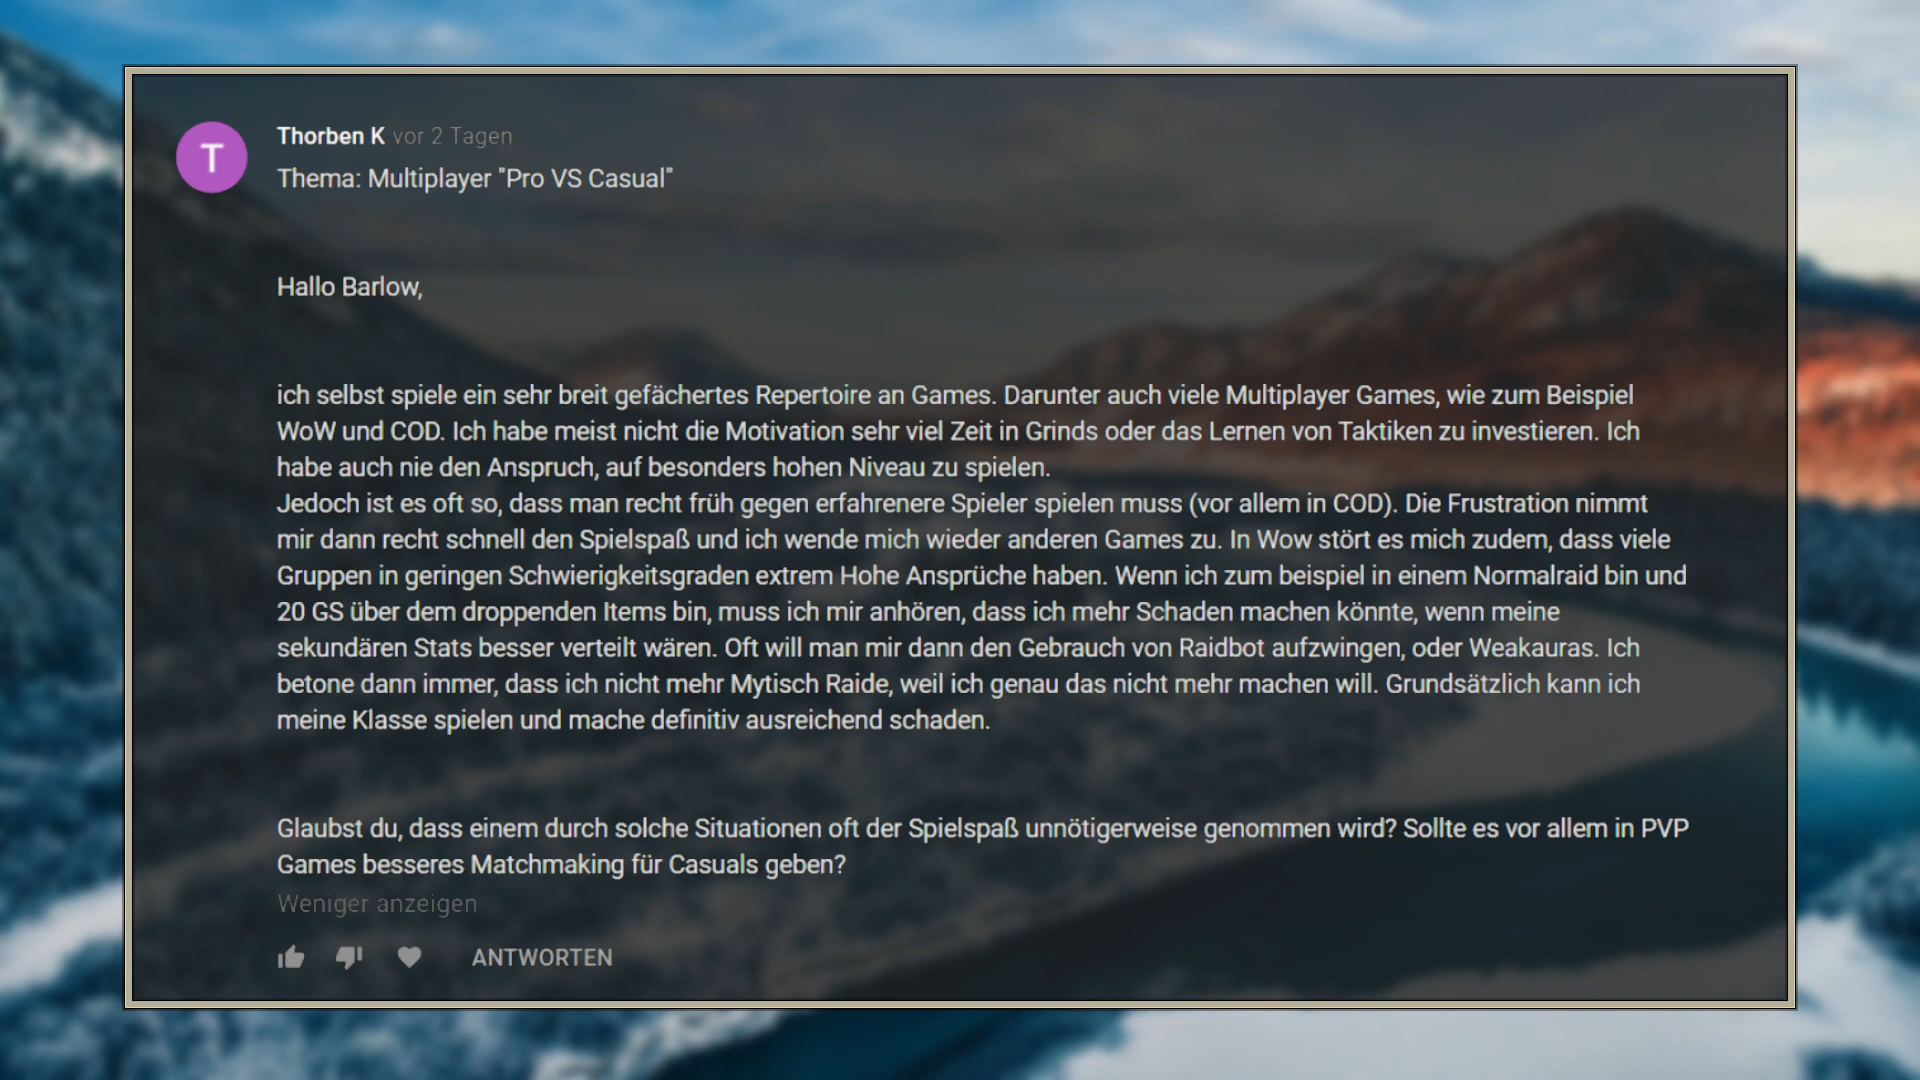 T
Thorben K vor 2 Tagen
Thema: Multiplayer "Pro VS Casual"
Hallo Barlow,
ich selbst spiele ein sehr breit gefächertes Repertoire an Games. Darunter auch viele Multiplayer Games, wie zum Beispiel
WoW und COD. Ich habe meist nicht die Motivation sehr viel Zeit in Grinds oder das Lernen von Taktiken zu investieren. Ich
habe auch nie den Anspruch, auf besonders hohen Niveau zu spielen.
Jedoch ist es oft so, dass man recht früh gegen erfahrenere Spieler spielen muss (vor allem in COD). Die Frustration nimmt
mir dann recht schnell den Spielspaß und ich wende mich wieder anderen Games zu. In Wow stört es mich zudem, dass viele
Gruppen in geringen Schwierigkeitsgraden extrem Hohe Ansprüche haben. Wenn ich zum beispiel in einem Normalraid bin und
20 GS über dem droppenden Items bin, muss ich mir anhören, dass ich mehr Schaden machen könnte, wenn meine
sekundären Stats besser verteilt wären. Oft will man mir dann den Gebrauch von Raidbot aufzwingen, oder Weakauras. Ich
betone dann immer, dass ich nicht mehr Mytisch Raide, weil ich genau das nicht mehr machen will. Grundsätzlich kann ich
meine Klasse spielen und mache definitiv ausreichend schaden.
Glaubst du, dass einem durch solche Situationen oft der Spielspaß unnötigerweise genommen wird? Sollte es vor allem in PVP
Games besseres Matchmaking für Casuals geben?
Weniger anzeigen
ANTWORTEN